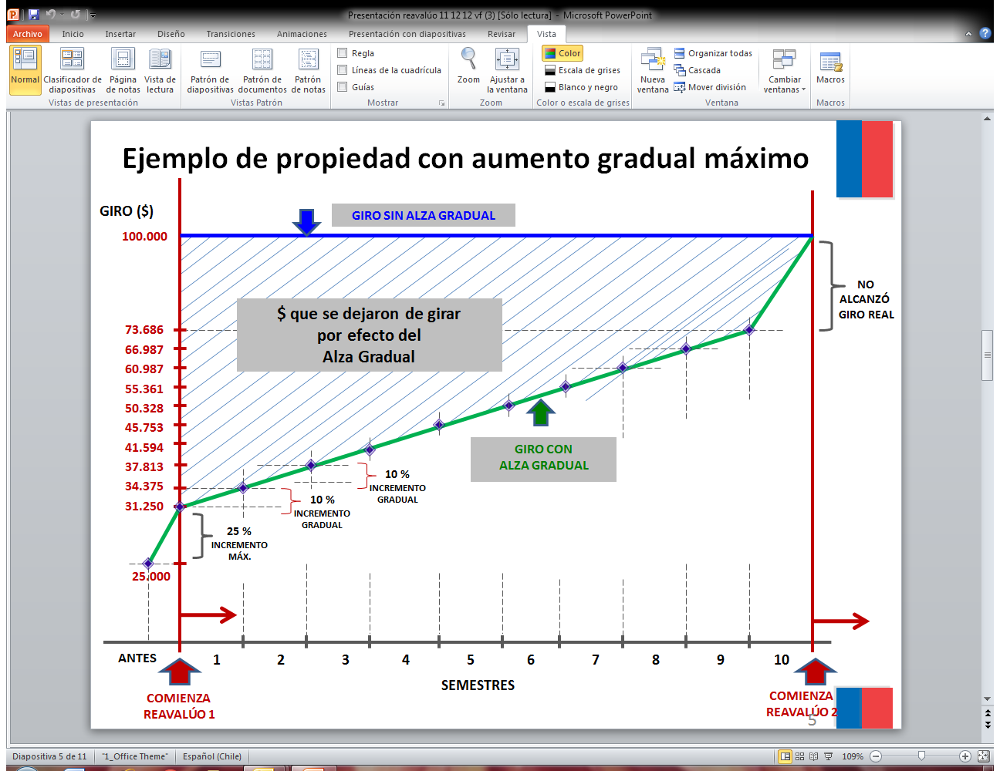 Presentación reavalúo 11 12 12 vf (3) [Sólo lectura] - Microsoft PowerPoint
Archivo Inicio Insertar Diseño Transiciones Animaciones Presentación con diapositivas Revisar Vista
Normal
Clasificador de
diapositivas
Página
de notas
Vista de
lectura
Vistas de presentación
Patrón de
diapositivas
Patrón de
documentos
Patrón
de notas
Vistas Patrón
Regla
Líneas de la cuadrícula
Guías
Mostrar
Zoom
Ajustar a
la ventana
Zoom
Color
Escala de grises
Blanco y negro
Color o escala de grises
Nueva
ventana
Organizar todas
Cascada
Mover división
Cambiar
ventanas
Ventana
Macros
Macros
Ejemplo de propiedad con aumento gradual máximo
GIRO ($)
GIRO SIN ALZA GRADUAL
100.000
NO
ALCANZÓ
GIRO REAL
$ que se dejaron de girar
por efecto del
Alza Gradual
73.686
66.987
60.987
55.361
50.328
45.753
41.594
37.813
34.375
31.250
25.000
GIRO CON
ALZA GRADUAL
10 %
INCREMENTO
GRADUAL
10 %
INCREMENTO
GRADUAL
25 %
INCREMENTO
MÁX.
ANTES 1 2 3 4 5 6 7 8 9 10
SEMESTRES
COMIENZA
REAVALÚO 1
COMIENZA
REAVALÚO 2
5
Diapositiva 5 de 11 "1_Office Theme" Español (Chile) 109%